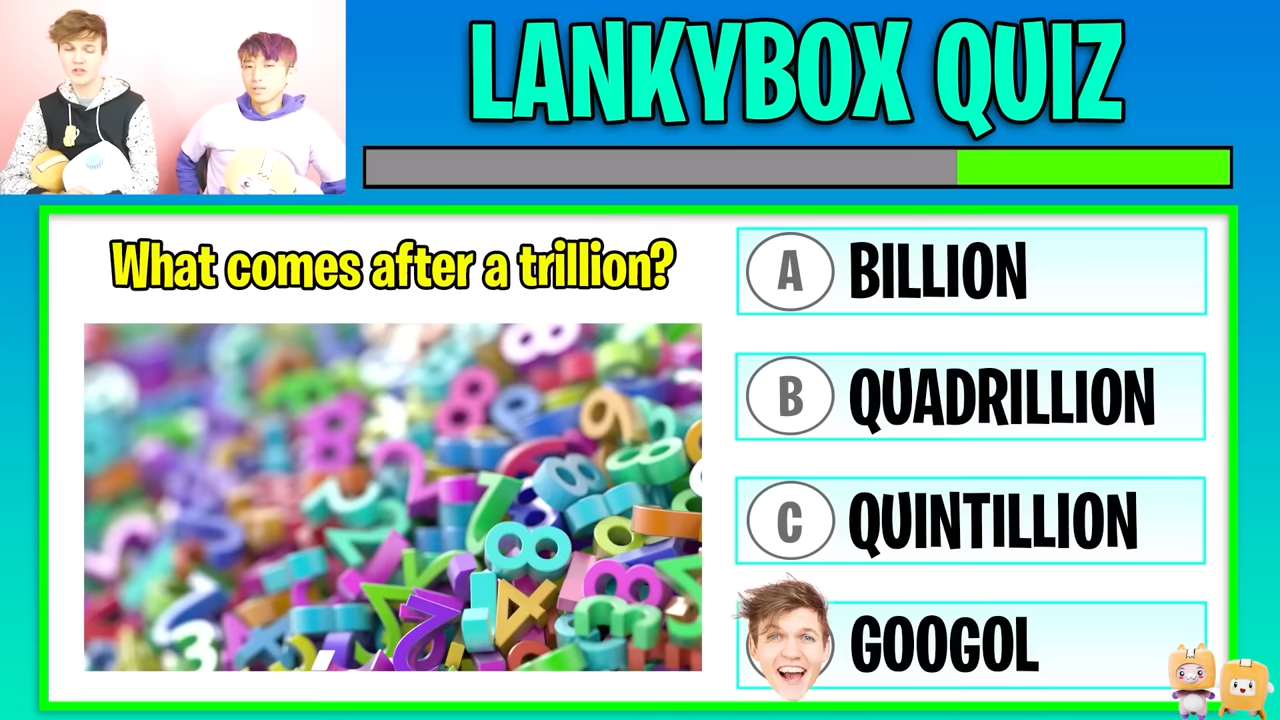 LANKYBOX QUIZ
What comes after a trillion?
A BILLION
B QUADRILLION
C QUINTILLION
GOOGOL